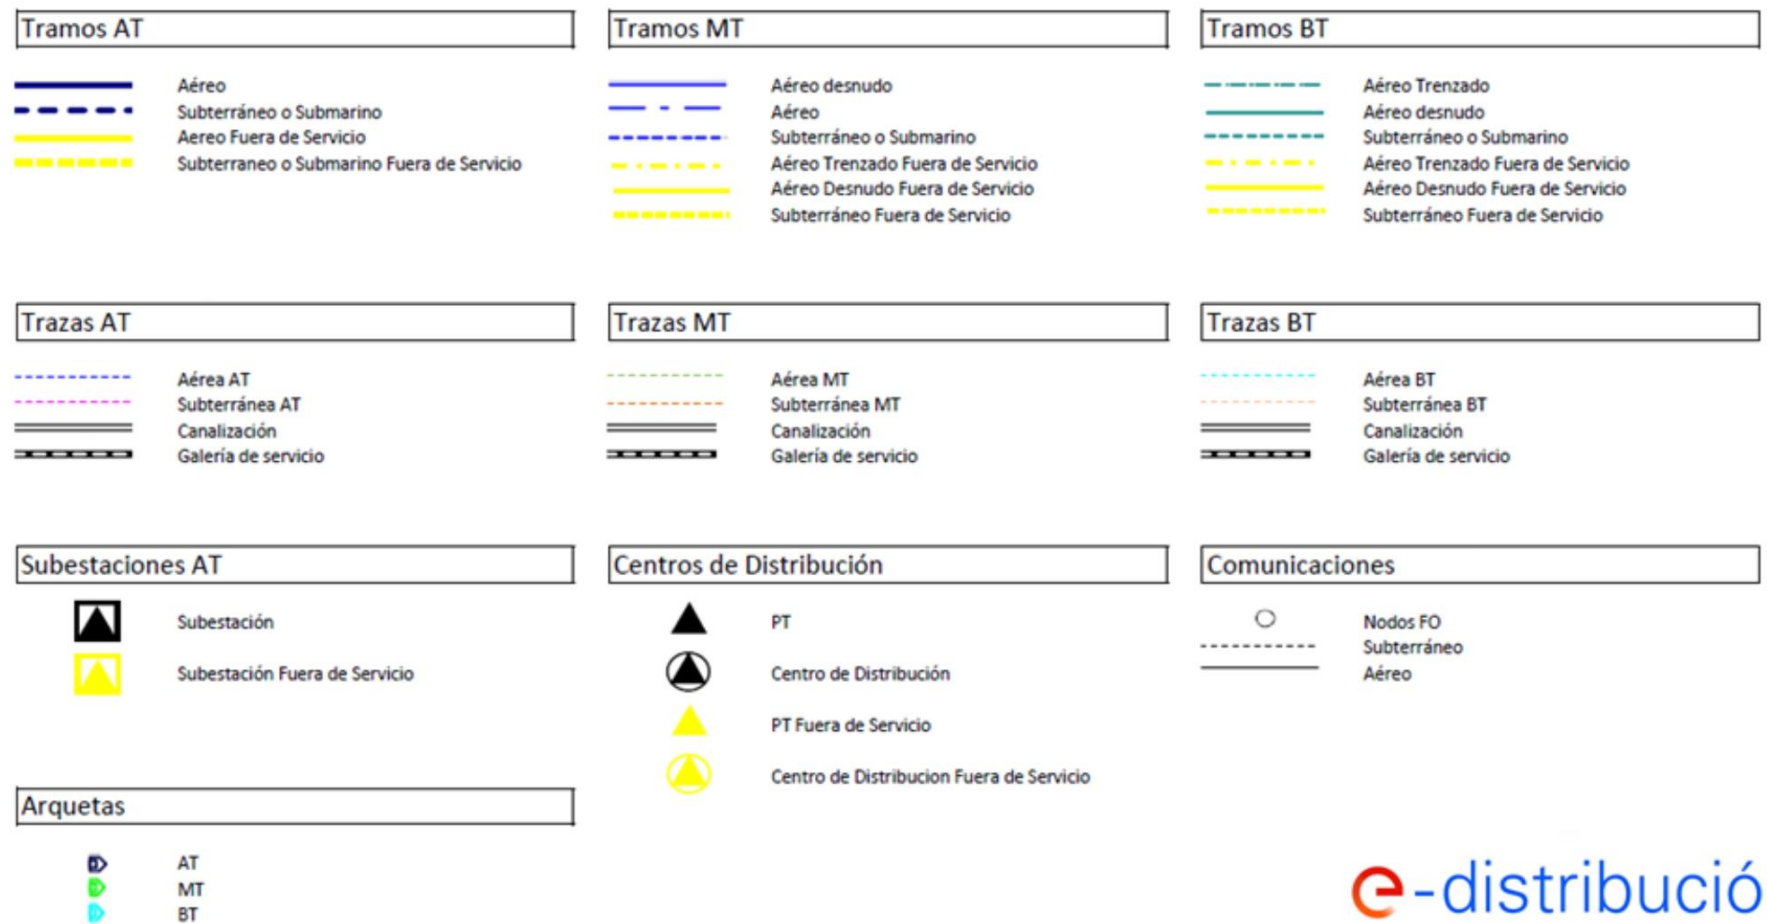 Tramos AT
Aéreo
Subterráneo o Submarino
Aereo Fuera de Servicio
Subterraneo o Submarino Fuera de Servicio
Tramos MT
Aéreo desnudo
Aéreo
Subterráneo o Submarino
Aéreo Trenzado Fuera de Servicio
Aéreo Desnudo Fuera de Servicio
Subterráneo Fuera de Servicio
Tramos BT
Aéreo Trenzado
Aéreo desnudo
Subterráneo o Submarino
Aéreo Trenzado Fuera de Servicio
Aéreo Desnudo Fuera de Servicio
Subterráneo Fuera de Servicio
Trazas AT
Aérea AT
Subterránea AT
Canalización
Galería de servicio
Trazas MT
Aérea MT
Subterránea MT
Canalización
Galería de servicio
Trazas BT
Aérea BT
Subterránea BT
Canalización
Galería de servicio
Subestaciones AT
Subestación
Subestación Fuera de Servicio
Centros de Distribución
PT
Centro de Distribución
PT Fuera de Servicio
Centro de Distribucion Fuera de Servicio
Comunicaciones
Nodos FO
Subterráneo
Aéreo
Arquetas
AT
MT
BT
e-distribució